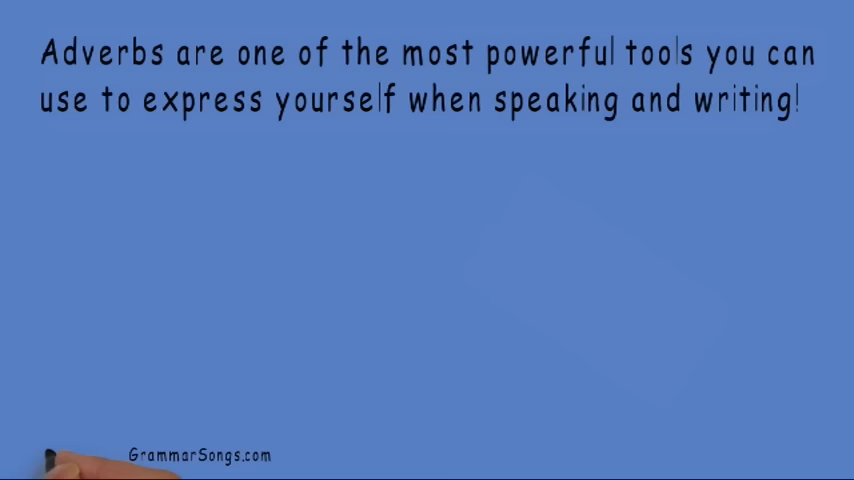 Adverbs are one of the most powerful tools you can
use to express yourself when speaking and writing!
GrammarSongs.com